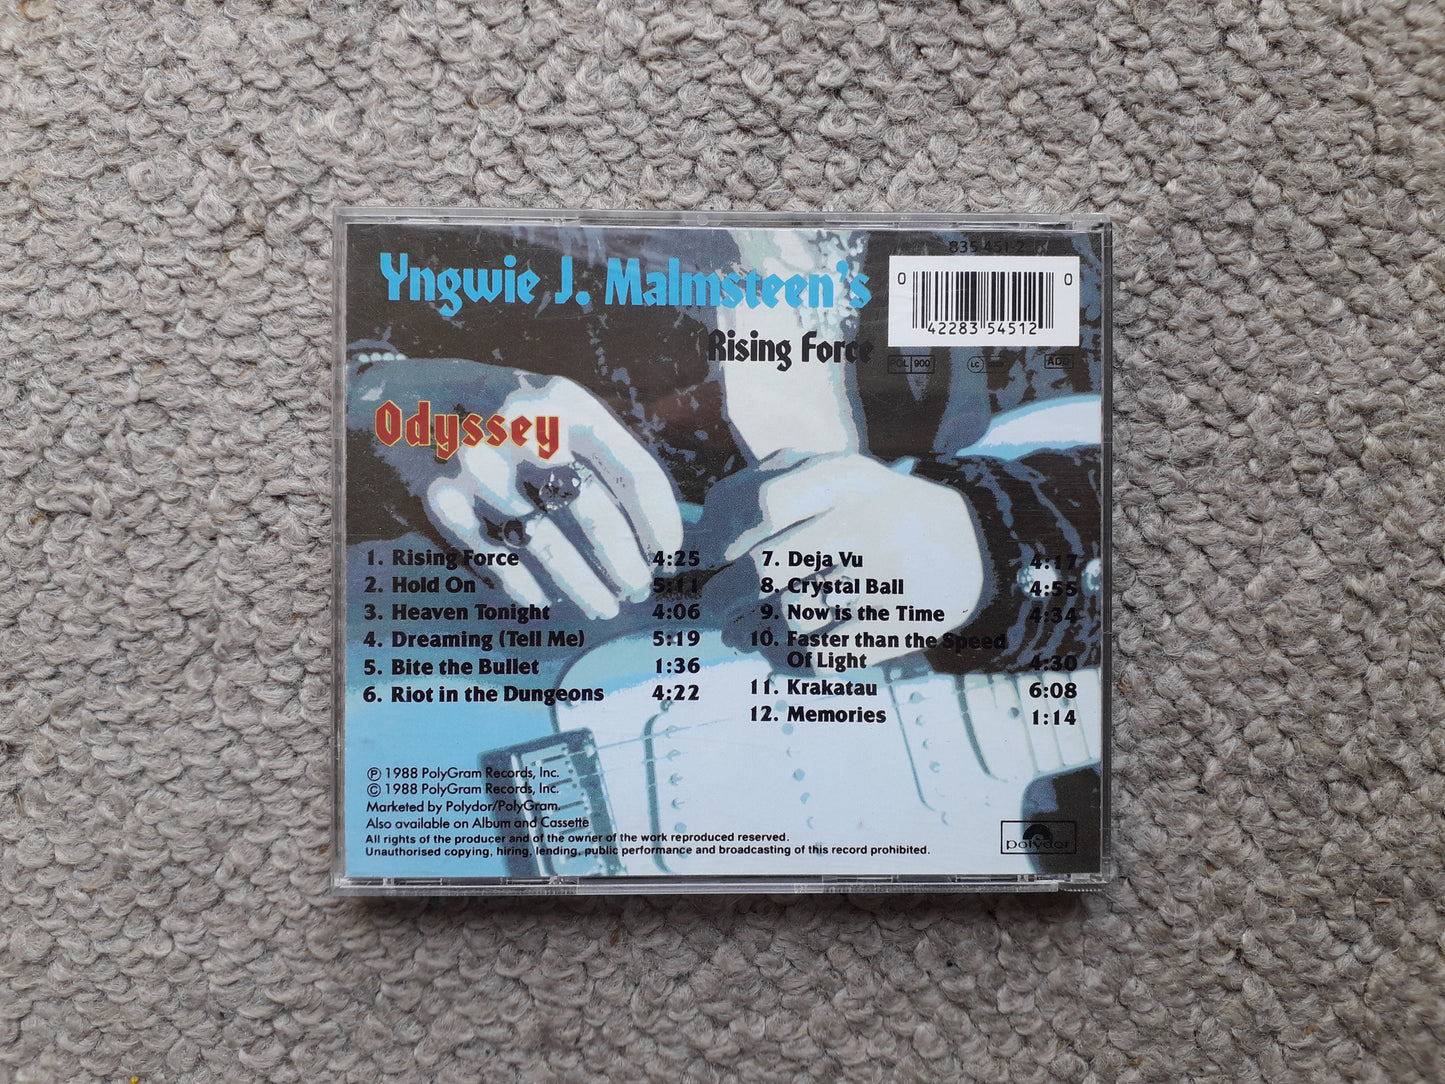 835 451-2
Yngwie J. Malmsteen's
0 42283 54512 0
Rising Force
POL 900
LC
ADD
Odyssey
1. Rising Force 4:25
2. Hold On 5:11
3. Heaven Tonight 4:06
4. Dreaming (Tell Me) 5:19
5. Bite the Bullet 1:36
6. Riot in the Dungeons 4:22
7. Deja Vu 4:17
8. Crystal Ball 4:55
9. Now is the Time 4:34
10. Faster than the Speed
Of Light 4:30
11. Krakatau 6:08
12. Memories 1:14
℗ 1988 PolyGram Records, Inc.
© 1988 PolyGram Records, Inc.
Marketed by Polydor/PolyGram.
Also available on Album and Cassette
All rights of the producer and of the owner of the work reproduced reserved.
Unauthorised copying, hiring, lending, public performance and broadcasting of this record prohibited.
polydor